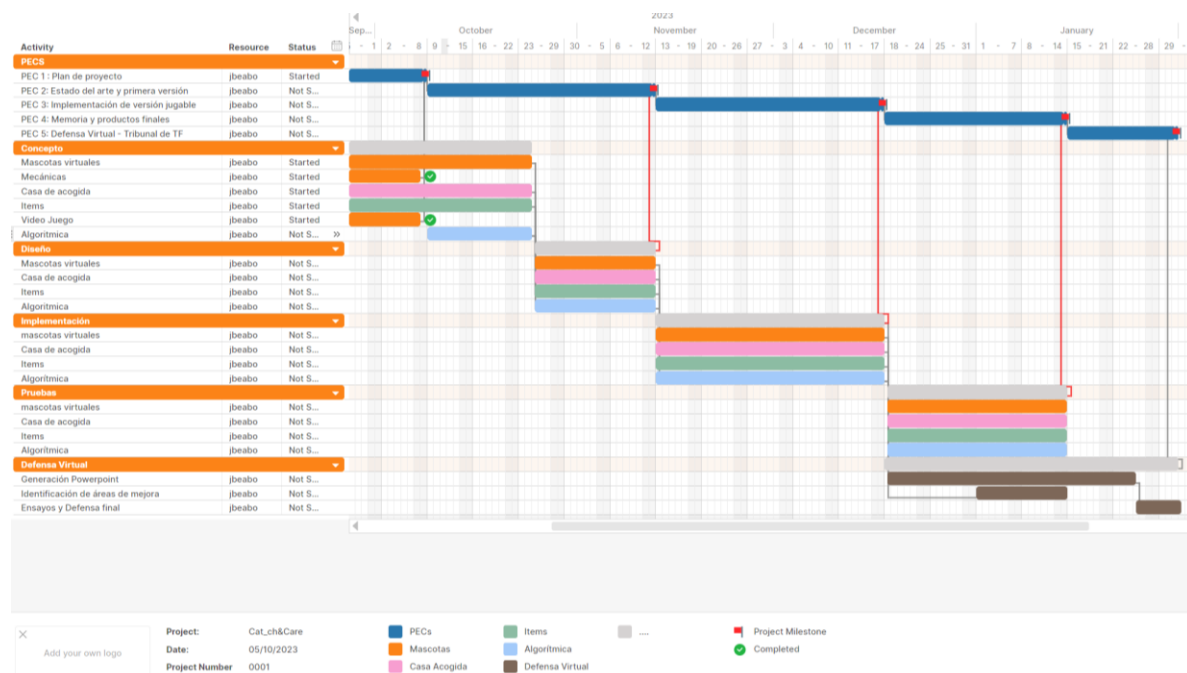 2023
Sep... October November December January
1 2 - 8 9 - 15 16 - 22 23 - 29 30 - 5 6 - 12 13 - 19 20 - 26 27 - 3 4 - 10 11 - 17 18 - 24 25 - 31 1 - 7 8 - 14 15 - 21 22 - 28 29 -
Activity Resource Status
PECS
PEC 1 : Plan de proyecto jbeabo Started
PEC 2: Estado del arte y primera versión jbeabo Not S...
PEC 3: Implementación de versión jugable jbeabo Not S...
PEC 4: Memoria y productos finales jbeabo Not S...
PEC 5: Defensa Virtual - Tribunal de TF jbeabo Not S...
Concepto
Mascotas virtuales jbeabo Started
Mecánicas jbeabo Started
Casa de acogida jbeabo Started
Items jbeabo Started
Video Juego jbeabo Started
Algorítmica jbeabo Not S... »
Diseño
Mascotas virtuales jbeabo Not S...
Casa de acogida jbeabo Not S...
Items jbeabo Not S...
Algorítmica jbeabo Not S...
Implementación
mascotas virtuales jbeabo Not S...
Casa de acogida jbeabo Not S...
Items jbeabo Not S...
Algorítmica jbeabo Not S...
Pruebas
mascotas virtuales jbeabo Not S...
Casa de acogida jbeabo Not S...
Items jbeabo Not S...
Algorítmica jbeabo Not S...
Defensa Virtual
Generación Powerpoint jbeabo Not S...
Identificación de áreas de mejora jbeabo Not S...
Ensayos y Defensa final jbeabo Not S...
Add your own logo
Project: Cat_ch&Care
Date: 05/10/2023
Project Number 0001
PECs
Mascotas
Casa Acogida
Items
Algorítmica
Defensa Virtual
....
Project Milestone
Completed